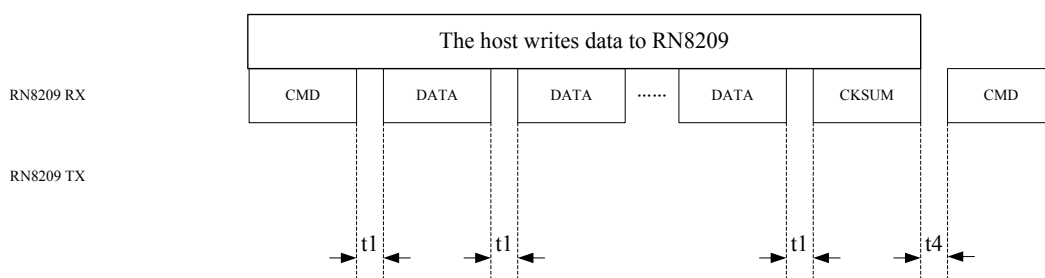 The host writes data to RN8209
RN8209 RX CMD DATA DATA ...... DATA CKSUM CMD
RN8209 TX
t1 t1 t1 t4